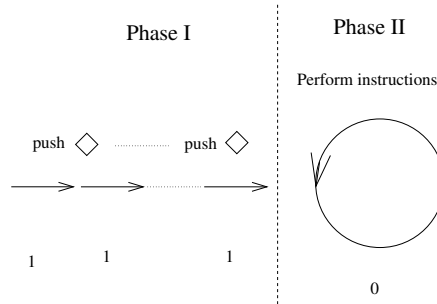 Phase I
Phase II
Perform instructions
push
push
1
1
1
0